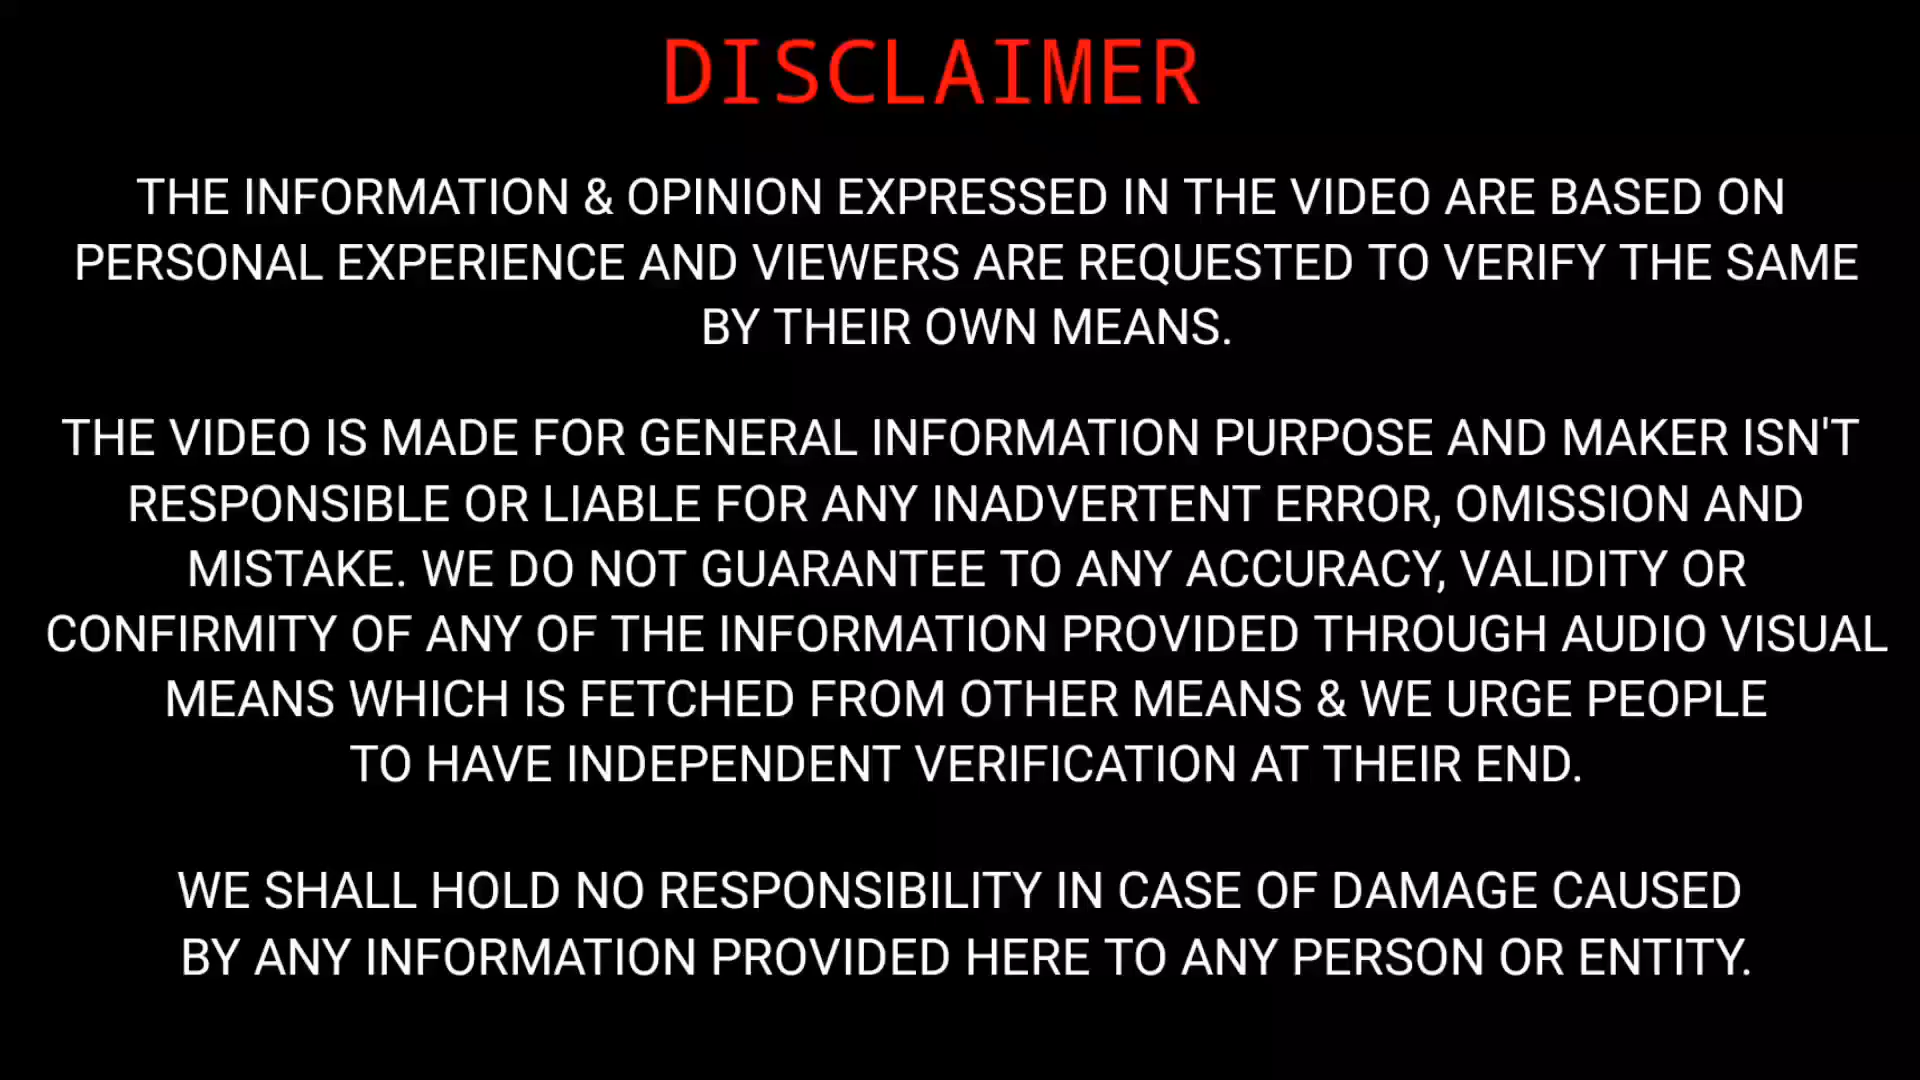 DISCLAIMER
THE INFORMATION & OPINION EXPRESSED IN THE VIDEO ARE BASED ON
PERSONAL EXPERIENCE AND VIEWERS ARE REQUESTED TO VERIFY THE SAME
BY THEIR OWN MEANS.
THE VIDEO IS MADE FOR GENERAL INFORMATION PURPOSE AND MAKER ISN'T
RESPONSIBLE OR LIABLE FOR ANY INADVERTENT ERROR, OMISSION AND
MISTAKE. WE DO NOT GUARANTEE TO ANY ACCURACY, VALIDITY OR
CONFIRMITY OF ANY OF THE INFORMATION PROVIDED THROUGH AUDIO VISUAL
MEANS WHICH IS FETCHED FROM OTHER MEANS & WE URGE PEOPLE
TO HAVE INDEPENDENT VERIFICATION AT THEIR END.
WE SHALL HOLD NO RESPONSIBILITY IN CASE OF DAMAGE CAUSED
BY ANY INFORMATION PROVIDED HERE TO ANY PERSON OR ENTITY.